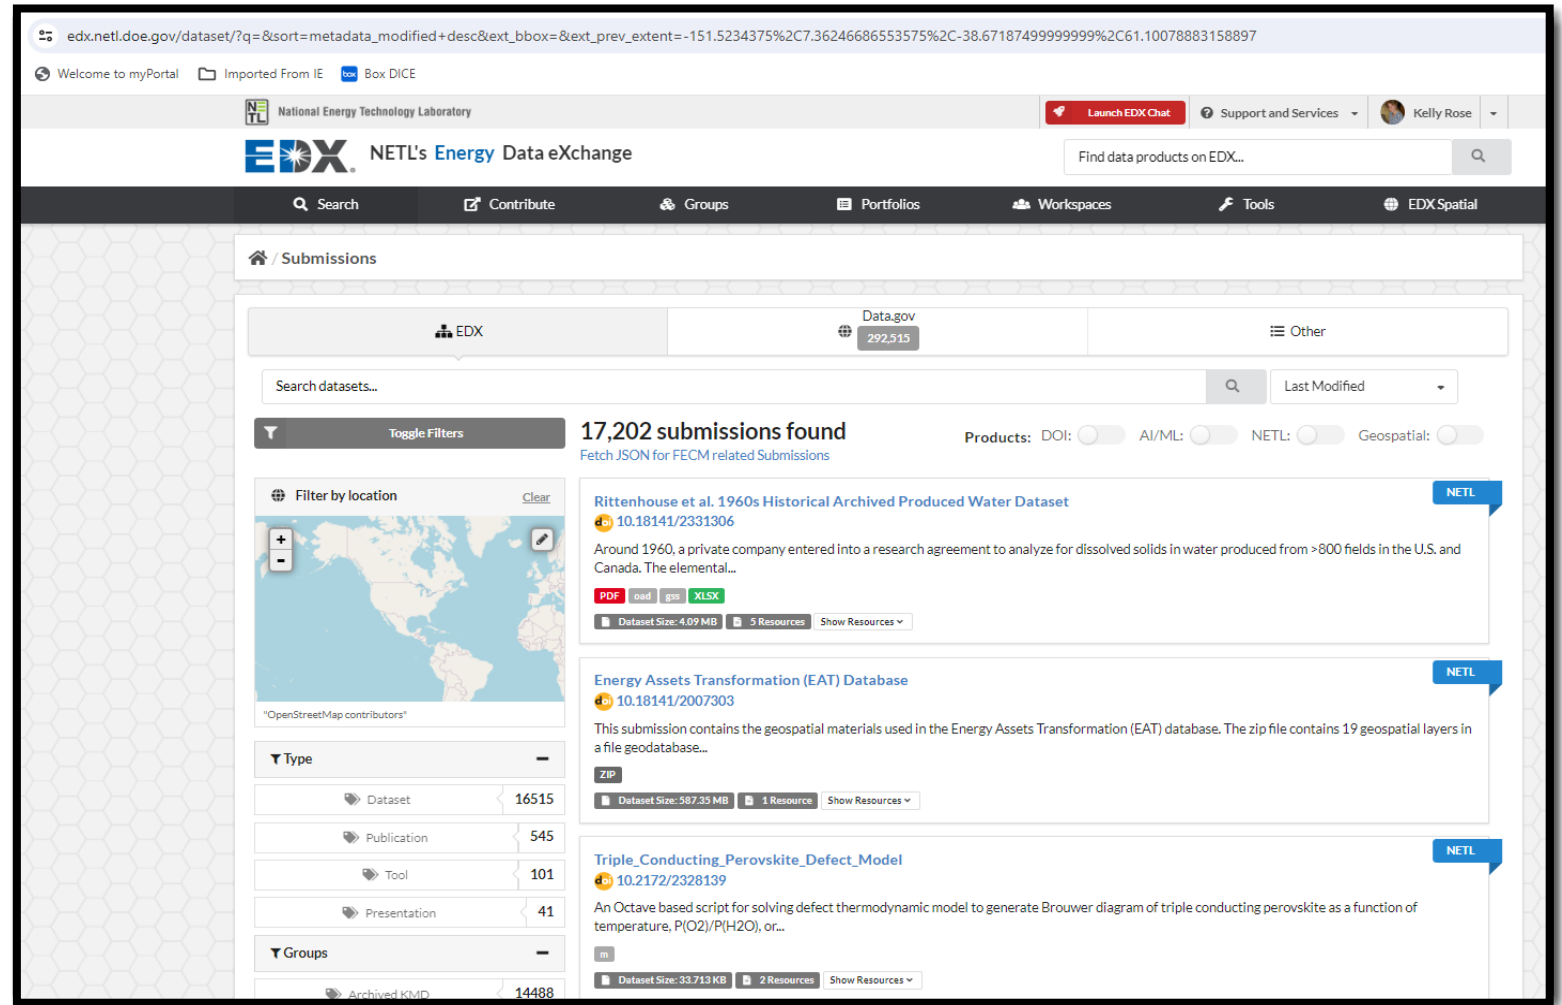 edx.netl.doe.gov/dataset/?q=&sort=metadata_modified+desc&ext_bbox=&ext_prev_extent=-151.5234375%2C7.36246686553575%2C-38.67187499999999%2C61.10078883158897
Welcome to myPortal Imported From IE box Box DICE
NETL National Energy Technology Laboratory Launch EDX Chat Support and Services Kelly Rose
EDX. NETL's Energy Data eXchange Find data products on EDX...
Search Contribute Groups Portfolios Workspaces Tools EDX Spatial
/ Submissions
EDX Data.gov 292,515 Other
Search datasets... Last Modified
Toggle Filters
17,202 submissions found Products: DOI: AI/ML: NETL: Geospatial:
Fetch JSON for FECM related Submissions
Filter by location Clear
+
-
"OpenStreetMap contributors"
Type
Dataset 16515
Publication 545
Tool 101
Presentation 41
Groups
Archived KMD 14488
Rittenhouse et al. 1960s Historical Archived Produced Water Dataset NETL
doi 10.18141/2331306
Around 1960, a private company entered into a research agreement to analyze for dissolved solids in water produced from >800 fields in the U.S. and
Canada. The elemental...
PDF oad gss XLSX
Dataset Size: 4.09 MB 5 Resources Show Resources
Energy Assets Transformation (EAT) Database NETL
doi 10.18141/2007303
This submission contains the geospatial materials used in the Energy Assets Transformation (EAT) database. The zip file contains 19 geospatial layers in
a file geodatabase...
ZIP
Dataset Size: 587.35 MB 1 Resource Show Resources
Triple_Conducting_Perovskite_Defect_Model NETL
doi 10.2172/2328139
An Octave based script for solving defect thermodynamic model to generate Brouwer diagram of triple conducting perovskite as a function of
temperature, P(O2)/P(H2O), or...
m
Dataset Size: 33.713 KB 2 Resources Show Resources